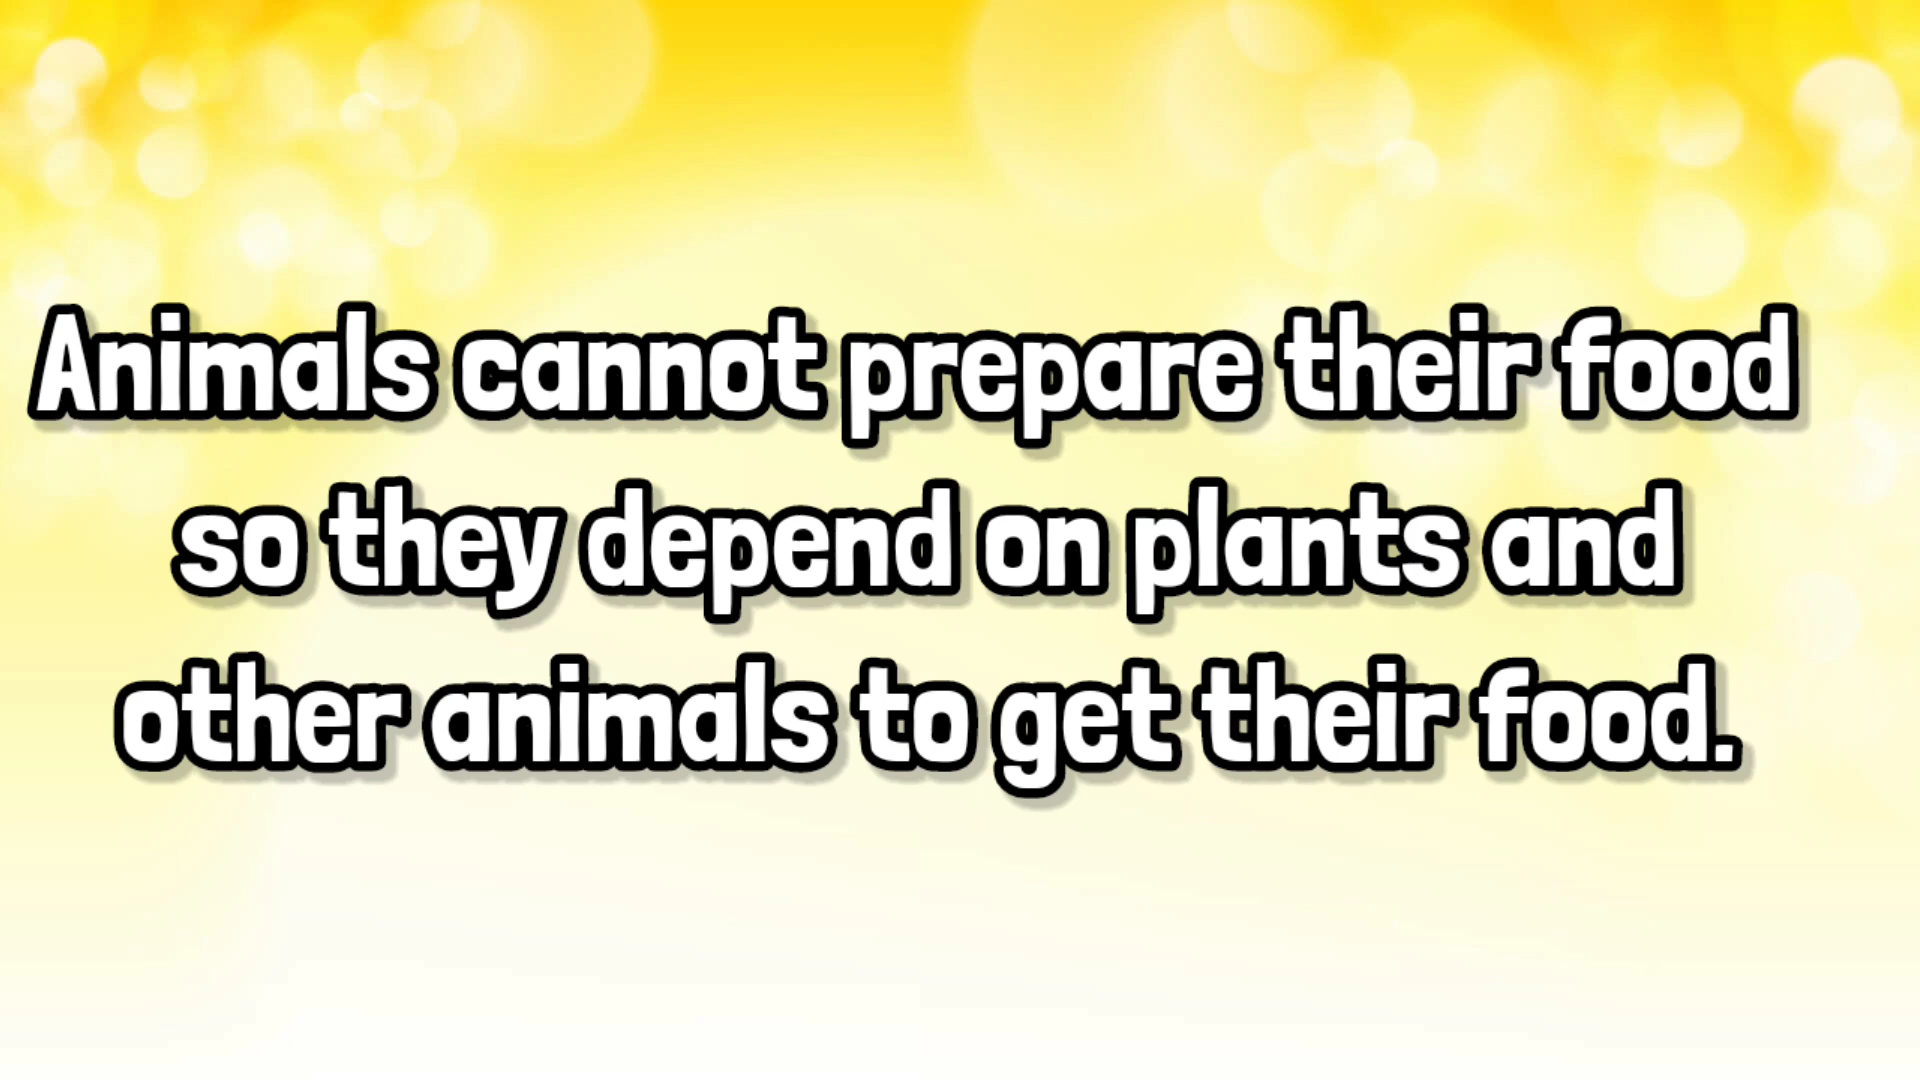 Animals cannot prepare their food
so they depend on plants and
other animals to get their food.